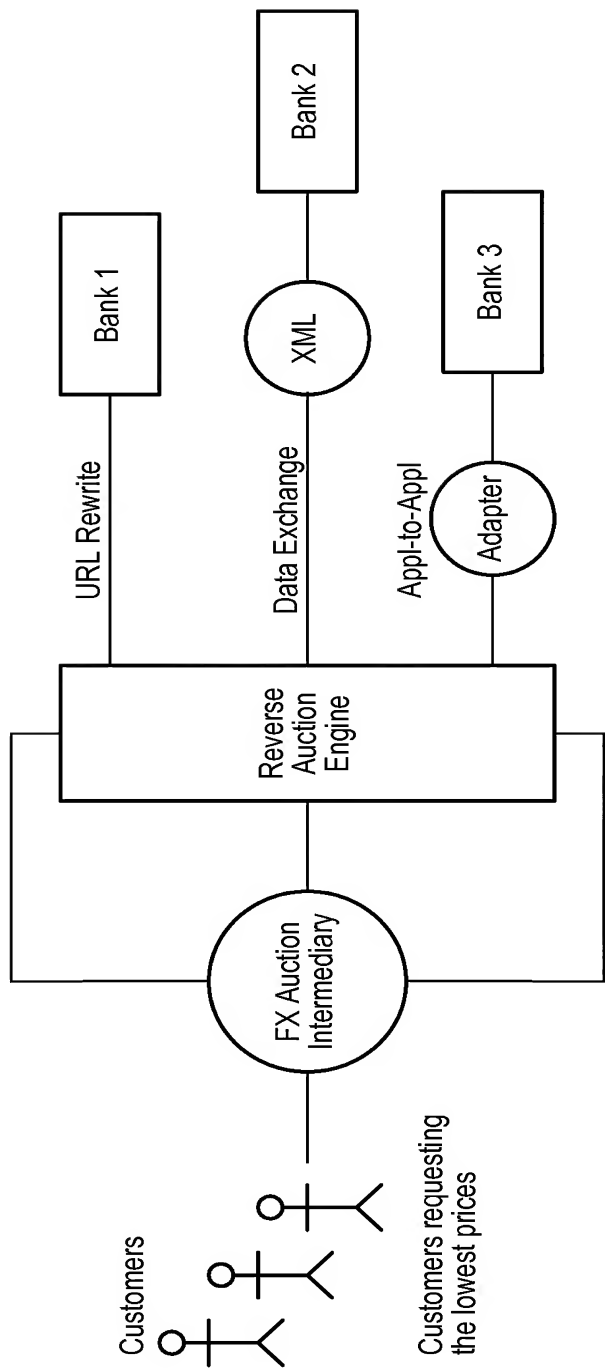 Customers
Customers requesting
the lowest prices
FX Auction
Intermediary
Reverse
Auction
Engine
URL Rewrite
Bank 1
Data Exchange
XML
Bank 2
Appl-to-Appl
Adapter
Bank 3